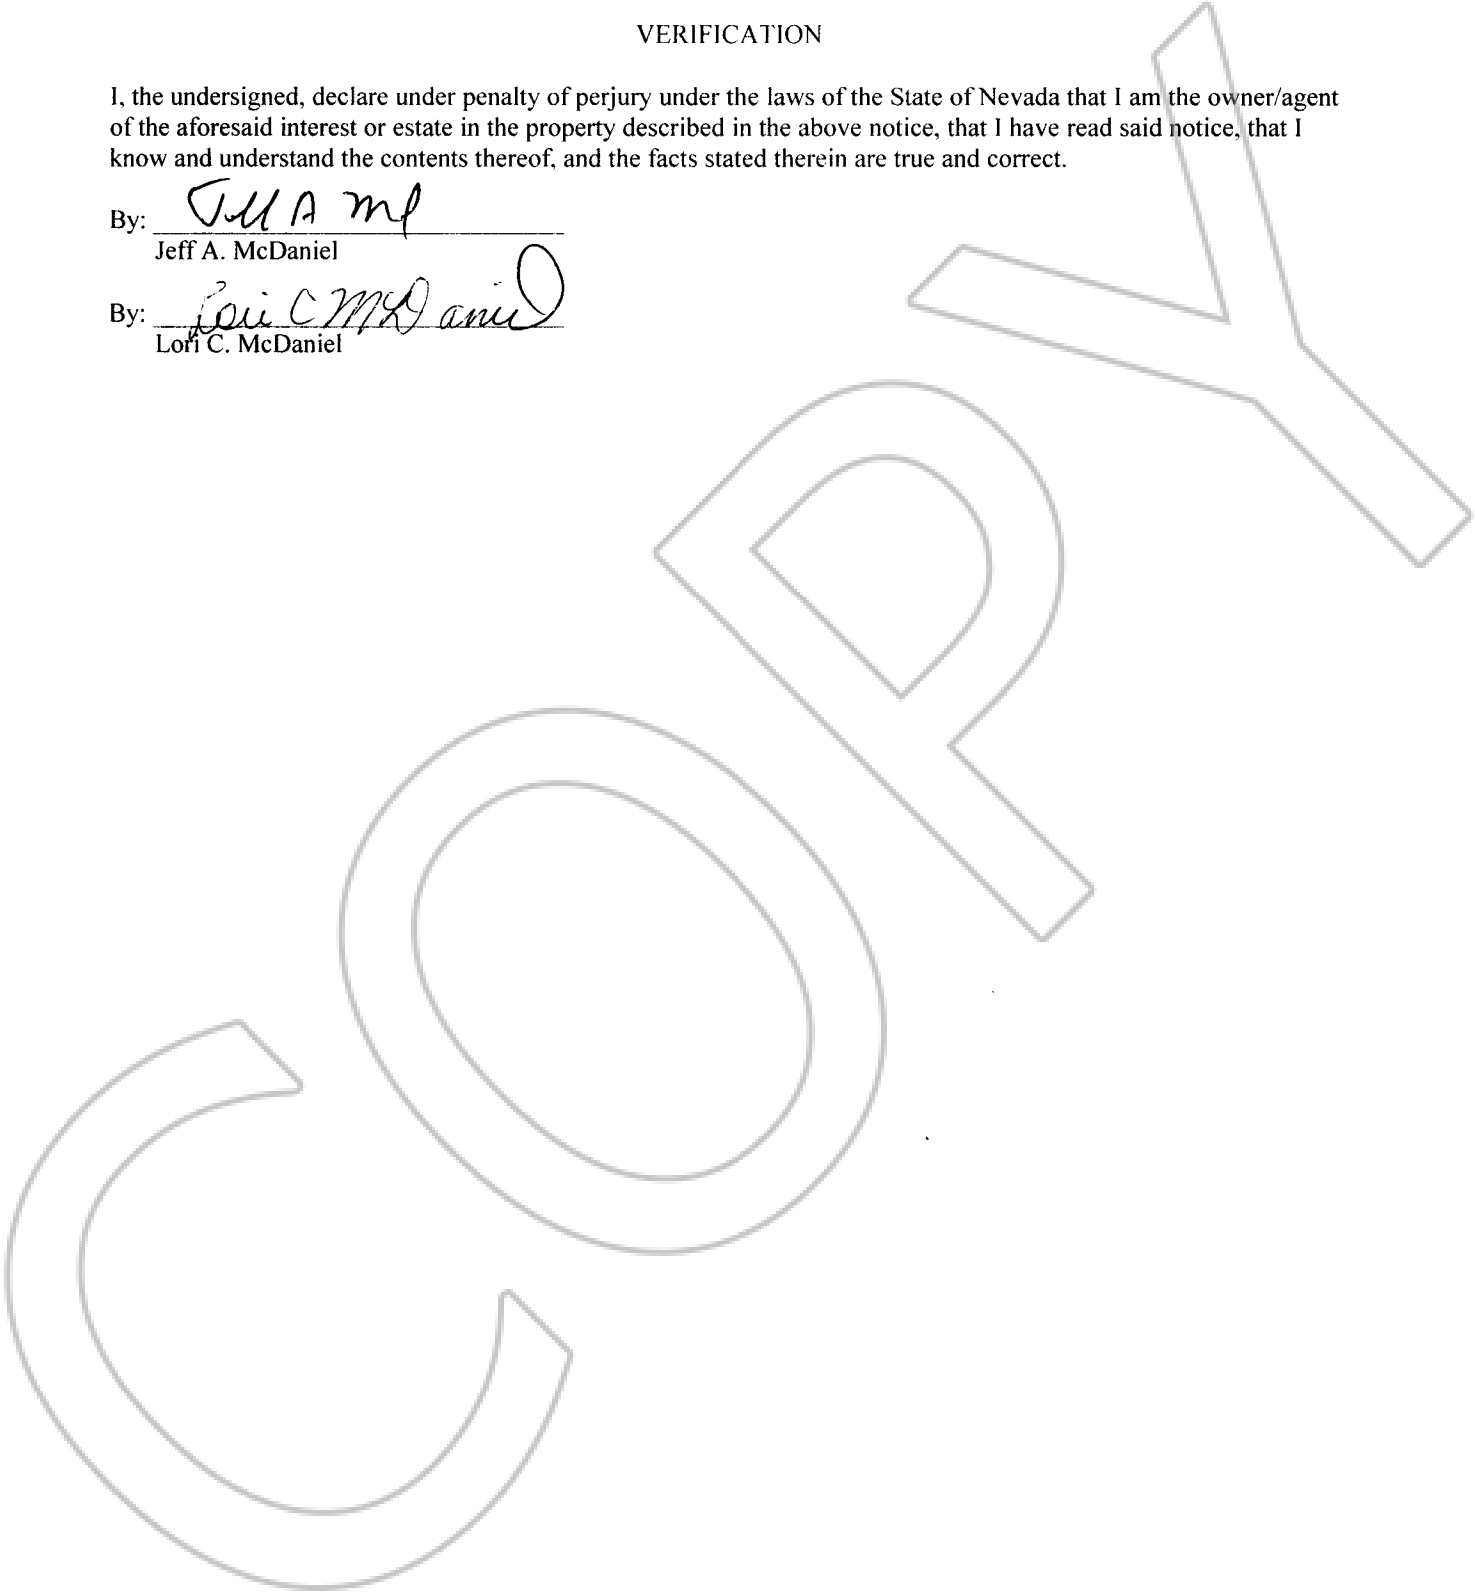 VERIFICATION
I, the undersigned, declare under penalty of perjury under the laws of the State of Nevada that I am the owner/agent
of the aforesaid interest or estate in the property described in the above notice, that I have read said notice, that I
know and understand the contents thereof, and the facts stated therein are true and correct.
By:
Jeff A. McDaniel
By: Lori C McDaniel
Lori C. McDaniel
COPY